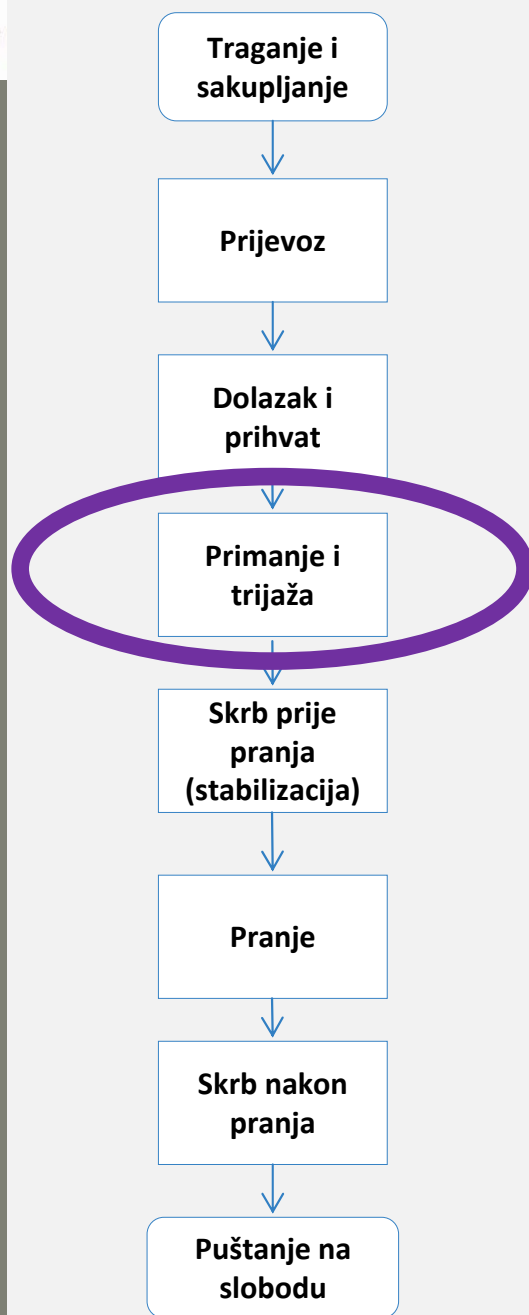 Traganje i
sakupljanje
Prijevoz
Dolazak i
prihvat
Primanje i
trijaža
Skrb prije
pranja
(stabilizacija)
Pranje
Skrb nakon
pranja
Puštanje na
slobodu